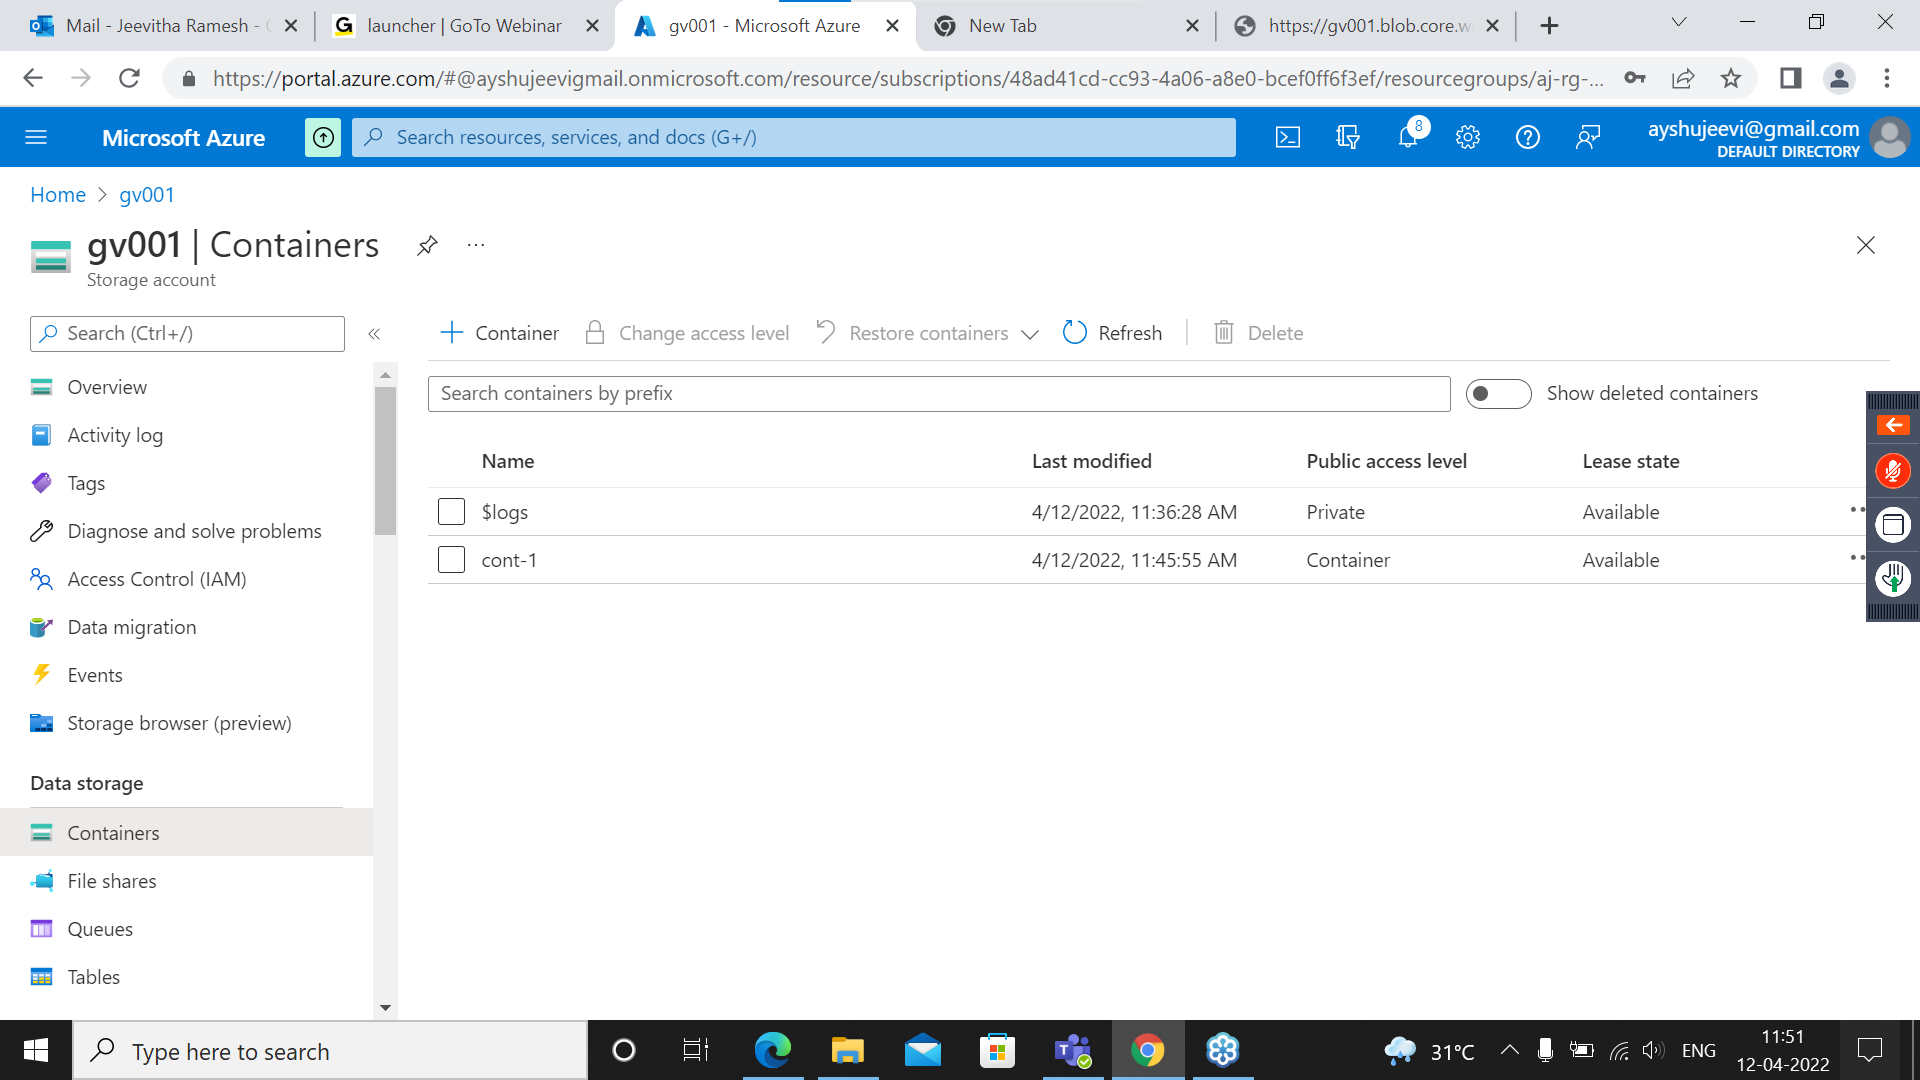 Mail - Jeevitha Ramesh -
launcher | GoTo Webinar
gv001 - Microsoft Azure
New Tab
https://gv001.blob.core.w
https://portal.azure.com/#@ayshujeevigmail.onmicrosoft.com/resource/subscriptions/48ad41cd-cc93-4a06-a8e0-bcef0ff6f3ef/resourcegroups/aj-rg-...
Microsoft Azure
Search resources, services, and docs (G+/)
8
ayshujeevi@gmail.com
DEFAULT DIRECTORY
Home > gv001
gv001 | Containers
Storage account
Search (Ctrl+/)
Overview
Activity log
Tags
Diagnose and solve problems
Access Control (IAM)
Data migration
Events
Storage browser (preview)
Data storage
Containers
File shares
Queues
Tables
Container
Change access level
Restore containers
Refresh
Delete
Search containers by prefix
Show deleted containers
Name Last modified Public access level Lease state
$logs 4/12/2022, 11:36:28 AM Private Available
cont-1 4/12/2022, 11:45:55 AM Container Available
Type here to search
31°C
ENG
11:51
12-04-2022